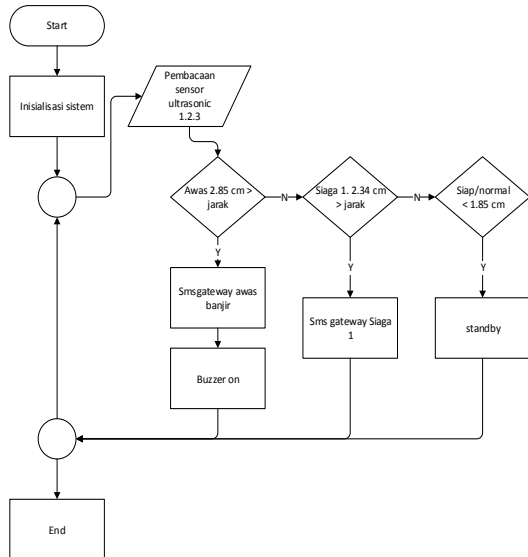 Start
Inisialisasi sistem
Pembacaan
sensor
ultrasonic
1.2.3
Awas 2.85 cm >
jarak
N
Siaga 1. 2.34 cm
> jarak
N
Siap/normal
< 1.85 cm
Y
Y
Y
Smsgateway awas
banjir
Sms gateway Siaga
1
standby
Buzzer on
End